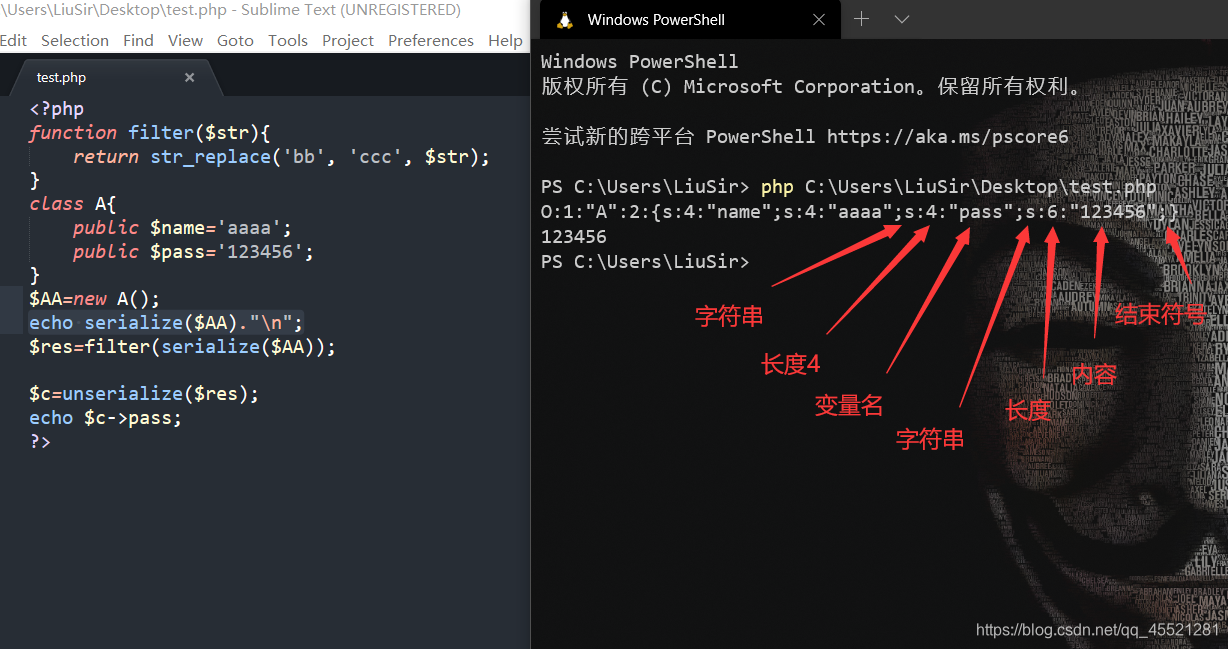 \Users\LiuSir\Desktop\test.php - Sublime Text (UNREGISTERED)
Edit Selection Find View Goto Tools Project Preferences Help
test.php
<?php
function filter($str){
    return str_replace('bb', 'ccc', $str);
}
class A{
    public $name='aaaa';
    public $pass='123456';
}
$AA=new A();
echo serialize($AA)."\n";
$res=filter(serialize($AA));
$c=unserialize($res);
echo $c->pass;
?>
Windows PowerShell
Windows PowerShell
版权所有 (C) Microsoft Corporation。保留所有权利。
尝试新的跨平台 PowerShell https://aka.ms/pscore6
PS C:\Users\LiuSir> php C:\Users\LiuSir\Desktop\test.php
O:1:"A":2:{s:4:"name";s:4:"aaaa";s:4:"pass";s:6:"123456";}
123456
PS C:\Users\LiuSir>
字符串
长度4
变量名
字符串
长度
内容
结束符号
https://blog.csdn.net/qq_45521281